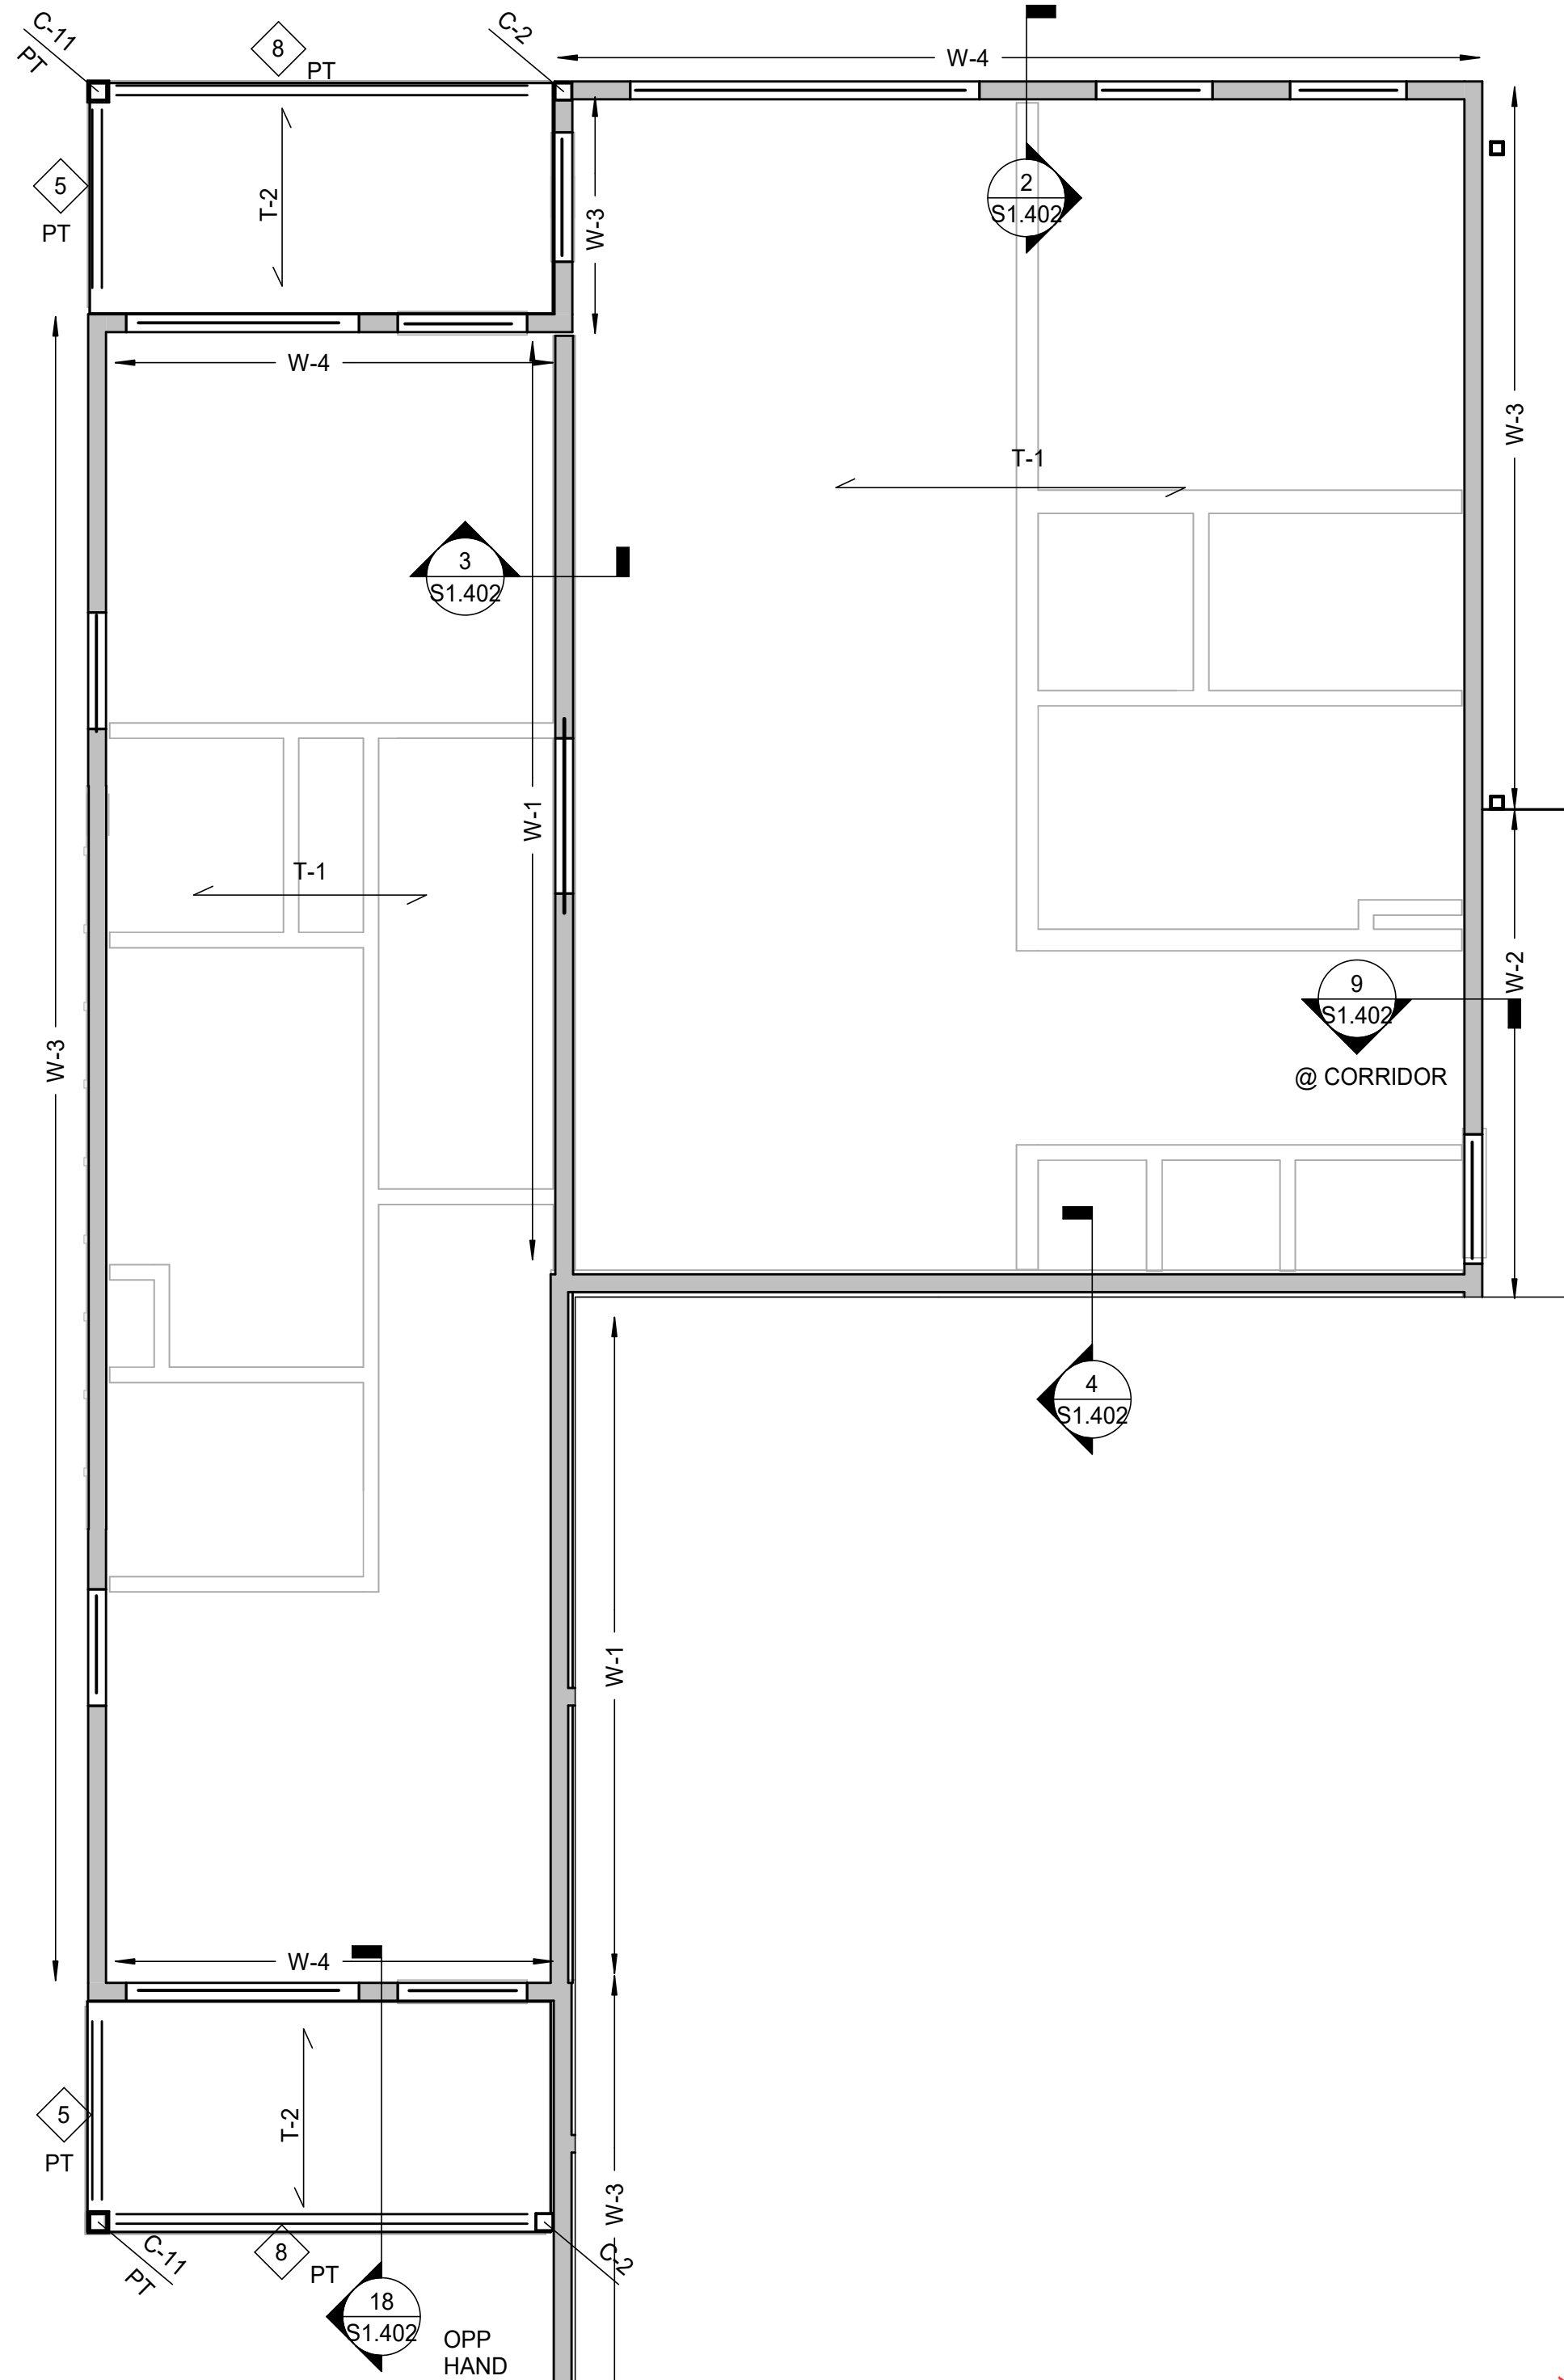 C-11
PT
8
PT
C-2
W-4
5
PT
T-2
W-3
2
S1.402
W-4
W-3
T-1
3
S1.402
W-1
T-1
W-2
9
S1.402
@ CORRIDOR
W-3
4
S1.402
W-1
W-4
5
PT
T-2
W-3
C-11
PT
8
PT
C-2
18
S1.402
OPP
HAND